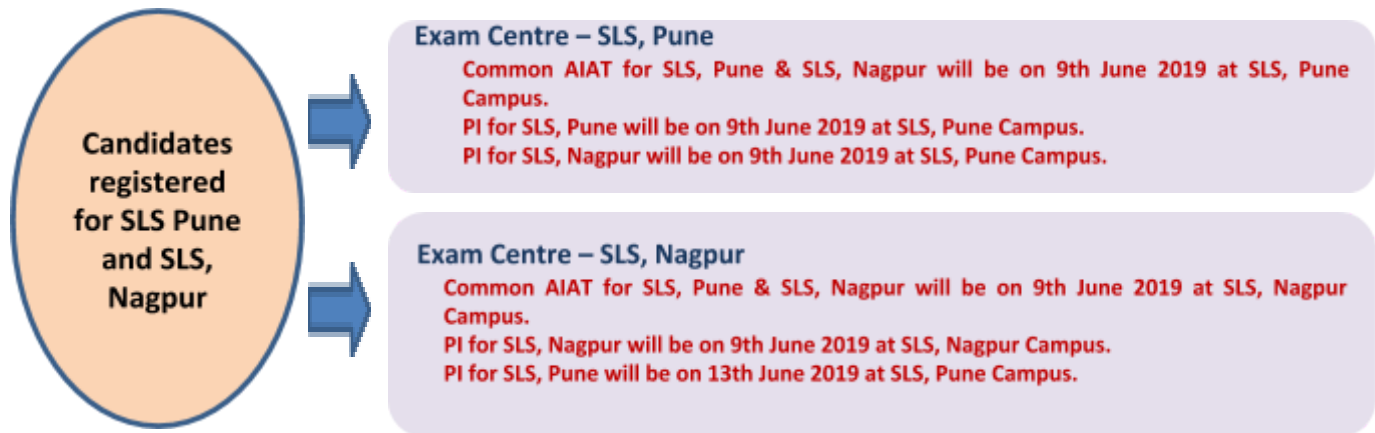 Candidates
registered
for SLS Pune
and SLS,
Nagpur
Exam Centre – SLS, Pune
Common AIAT for SLS, Pune & SLS, Nagpur will be on 9th June 2019 at SLS, Pune
Campus.
PI for SLS, Pune will be on 9th June 2019 at SLS, Pune Campus.
PI for SLS, Nagpur will be on 9th June 2019 at SLS, Pune Campus.
Exam Centre – SLS, Nagpur
Common AIAT for SLS, Pune & SLS, Nagpur will be on 9th June 2019 at SLS, Nagpur
Campus.
PI for SLS, Nagpur will be on 9th June 2019 at SLS, Nagpur Campus.
PI for SLS, Pune will be on 13th June 2019 at SLS, Pune Campus.